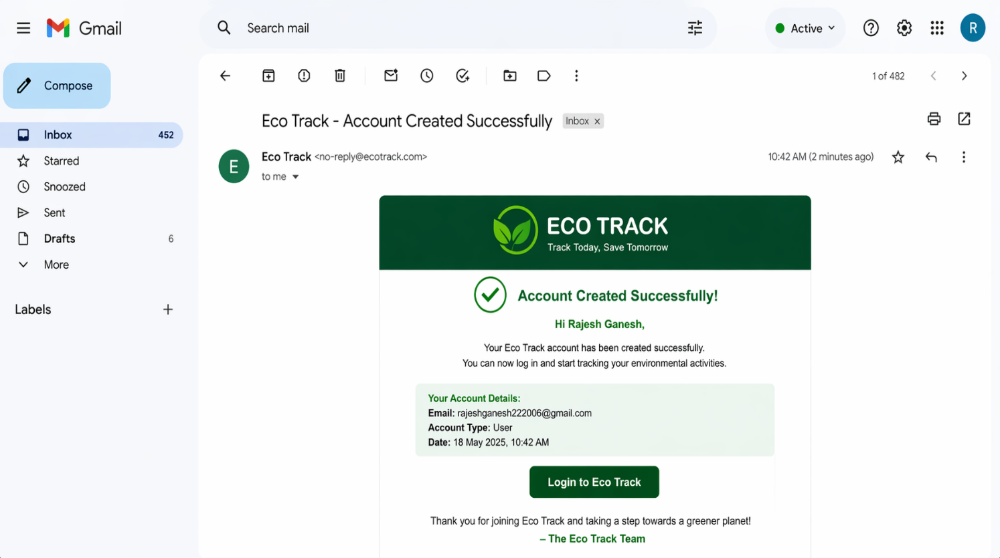 Gmail
Search mail
Active
R
Compose
Inbox 452
Starred
Snoozed
Sent
Drafts 6
More
Labels
1 of 482
Eco Track - Account Created Successfully Inbox x
E
Eco Track <no-reply@ecotrack.com>
10:42 AM (2 minutes ago)
to me
ECO TRACK
Track Today, Save Tomorrow
Account Created Successfully!
Hi Rajesh Ganesh,
Your Eco Track account has been created successfully.
You can now log in and start tracking your environmental activities.
Your Account Details:
Email: rajeshganesh222006@gmail.com
Account Type: User
Date: 18 May 2025, 10:42 AM
Login to Eco Track
Thank you for joining Eco Track and taking a step towards a greener planet!
– The Eco Track Team